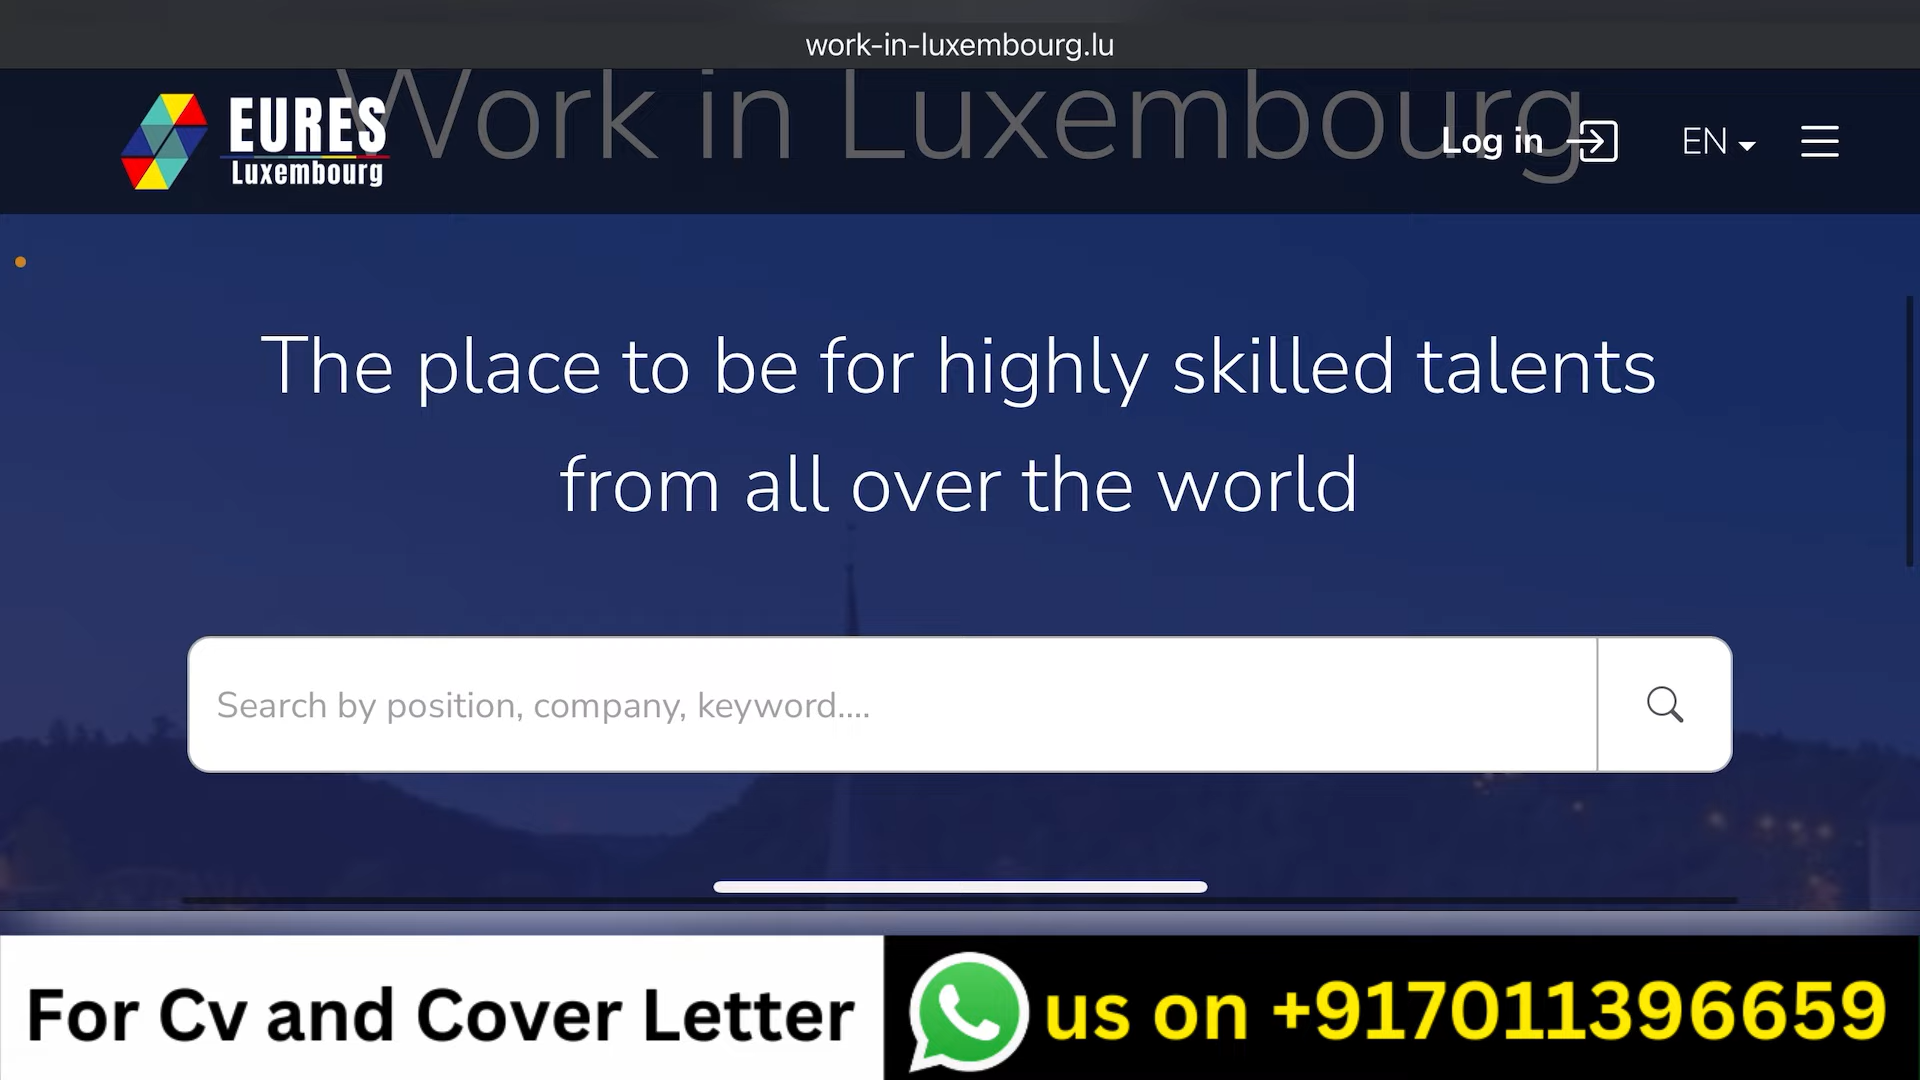 work-in-luxembourg.lu
Work in Luxembourg
EURES
Luxembourg
Log in
EN
The place to be for highly skilled talents
from all over the world
Search by position, company, keyword....
For Cv and Cover Letter
us on +917011396659